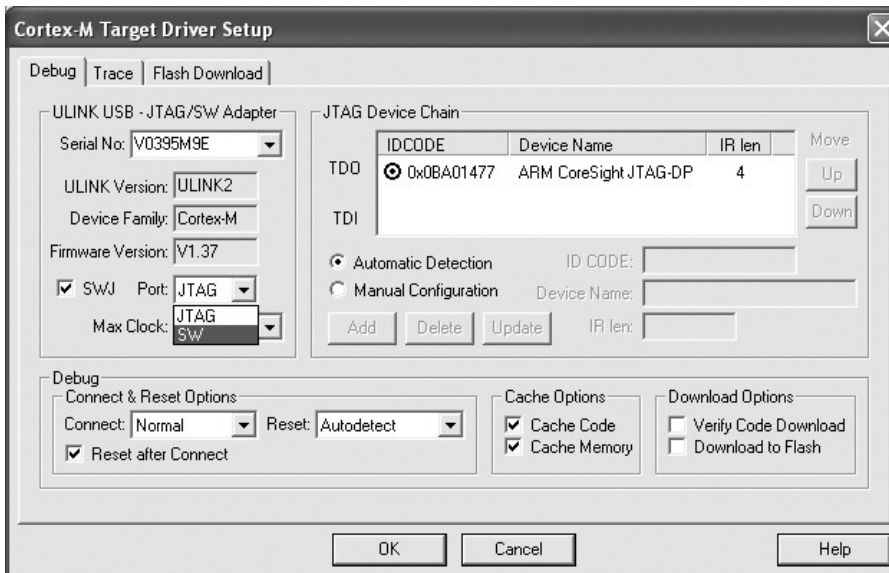 Cortex-M Target Driver Setup
Debug Trace Flash Download
ULINK USB - JTAG/SW Adapter
Serial No: V0395M9E
ULINK Version: ULINK2
Device Family: Cortex-M
Firmware Version: V1.37
SWJ Port: JTAG
JTAG
SW
Max Clock:
JTAG Device Chain
IDCODE Device Name IR len Move
TDO 0x0BA01477 ARM CoreSight JTAG-DP 4 Up
TDI Down
Automatic Detection ID CODE:
Manual Configuration Device Name:
Add Delete Update IR len:
Debug
Connect & Reset Options
Connect: Normal Reset: Autodetect
Reset after Connect
Cache Options
Cache Code
Cache Memory
Download Options
Verify Code Download
Download to Flash
OK Cancel Help